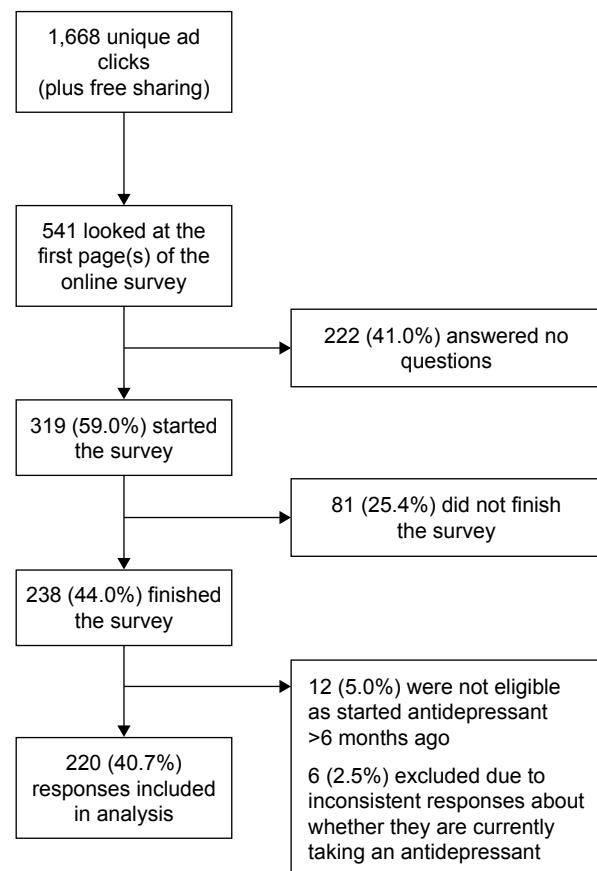 1,668 unique ad
clicks
(plus free sharing)
541 looked at the
first page(s) of the
online survey
222 (41.0%) answered no
questions
319 (59.0%) started
the survey
81 (25.4%) did not finish
the survey
238 (44.0%) finished
the survey
12 (5.0%) were not eligible
as started antidepressant
>6 months ago
6 (2.5%) excluded due to
inconsistent responses about
whether they are currently
taking an antidepressant
220 (40.7%)
responses included
in analysis